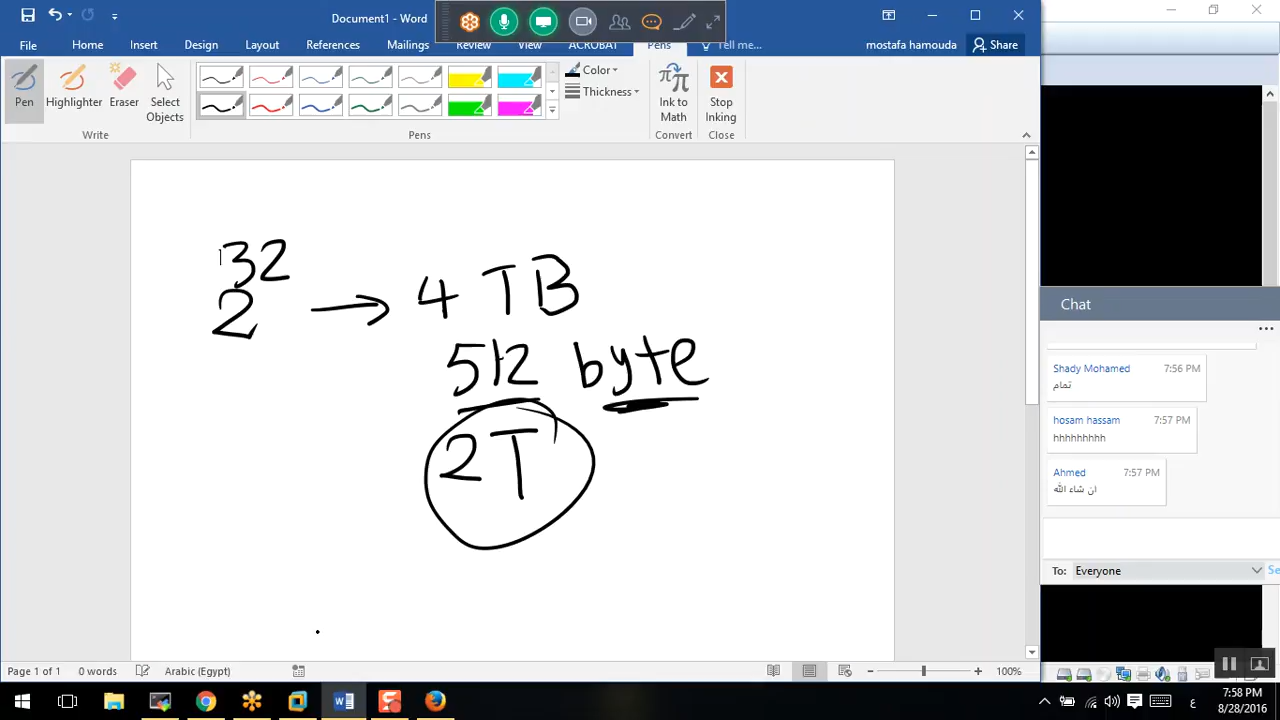 Document1 - Word
File
Home
Insert
Design
Layout
References
Mailings
Review
ACROBAT
Pens
Tell me...
mostafa hamouda
Share
Pen
Highlighter
Eraser
Select Objects
Color
Thickness
Ink to Math
Stop Inking
Write
Pens
Convert
Close
32
2 → 4 TB
512 byte
2T
Chat
Shady Mohamed 7:56 PM
تمام
hosam hassam 7:57 PM
hhhhhhhhh
Ahmed 7:57 PM
ان شاء الله
To: Everyone
Se
Page 1 of 1
0 words
Arabic (Egypt)
100%
ع
7:58 PM
8/28/2016